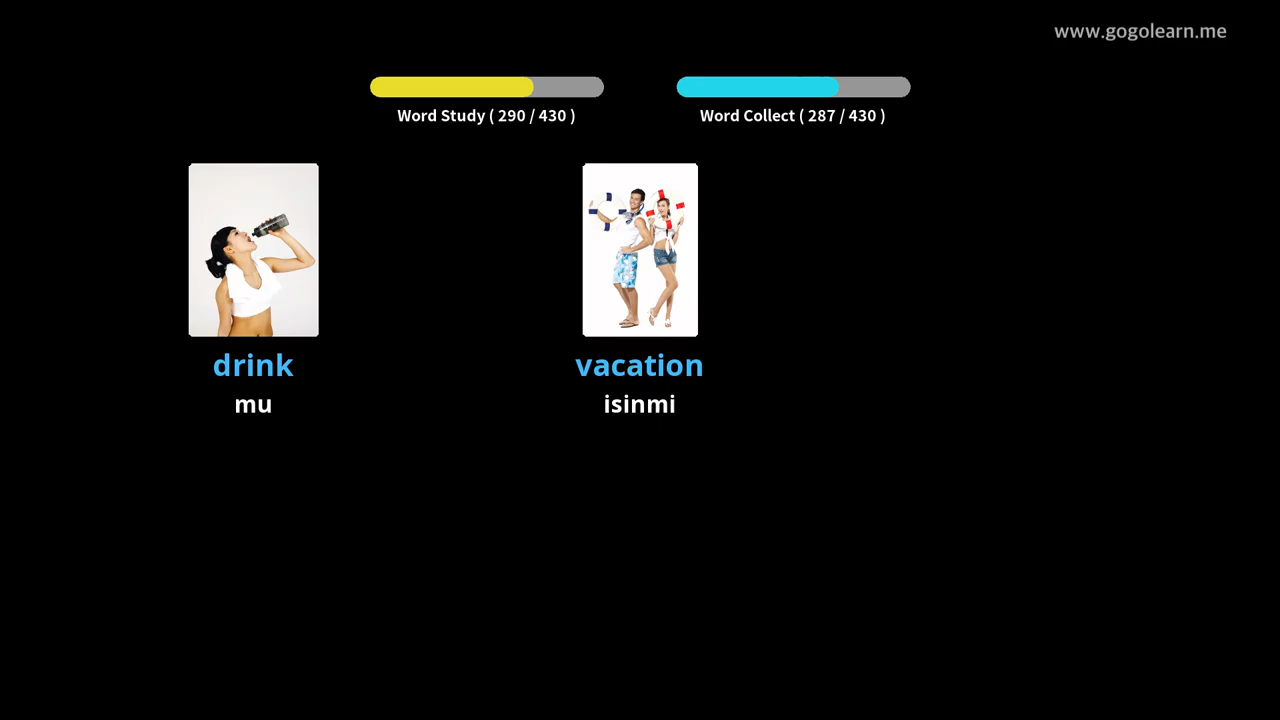 www.gogolearn.me
Word Study ( 290 / 430 )
Word Collect ( 287 / 430 )
drink
mu
vacation
isinmi